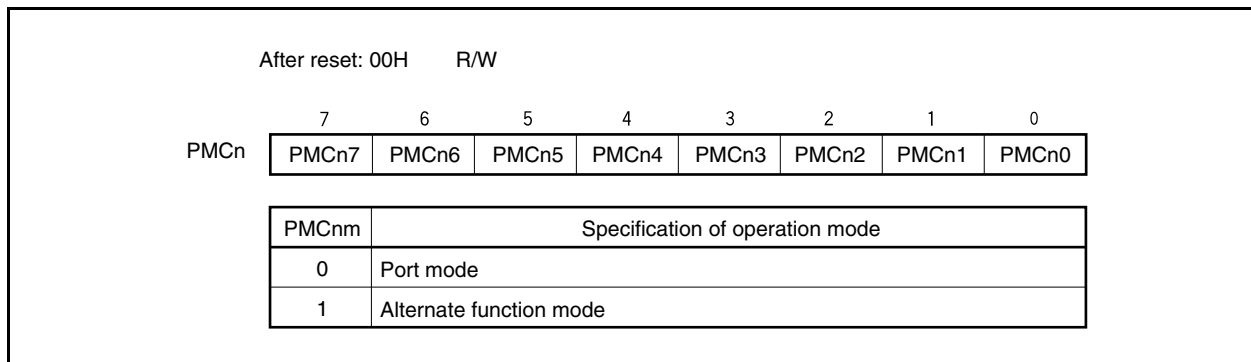 After reset: 00H R/W
7 6 5 4 3 2 1 0
PMCn PMCn7 PMCn6 PMCn5 PMCn4 PMCn3 PMCn2 PMCn1 PMCn0
PMCnm Specification of operation mode
0 Port mode
1 Alternate function mode